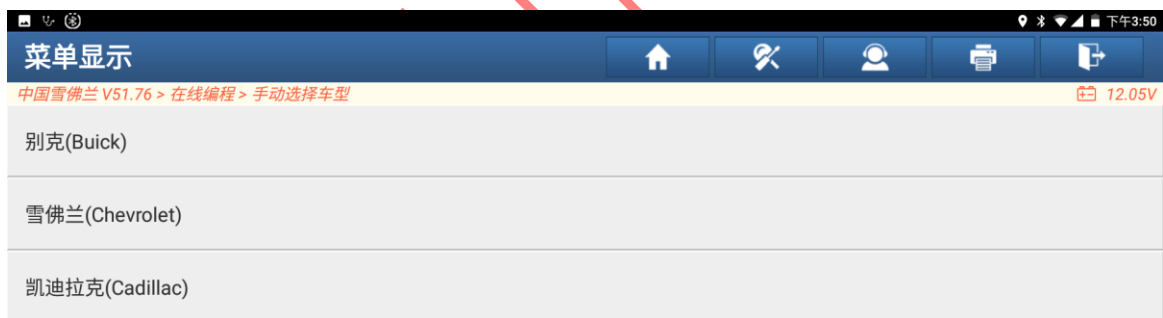 下午3:50
菜单显示
中国雪佛兰 V51.76 > 在线编程 > 手动选择车型
12.05V
别克(Buick)
雪佛兰(Chevrolet)
凯迪拉克(Cadillac)